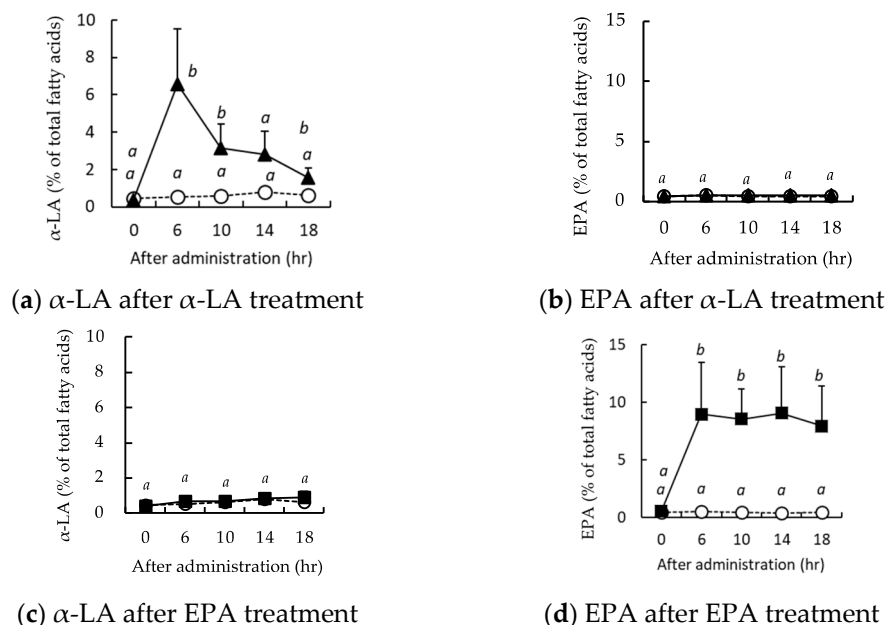 α-LA (% of total fatty acids)
10
8
6
4
2
0
a
a
b
a
b
a
a
a
b
a
0
6
10
14
18
After administration (hr)
(a) α-LA after α-LA treatment
EPA (% of total fatty acids)
15
10
5
0
a
a
a
a
a
0
6
10
14
18
After administration (hr)
(b) EPA after α-LA treatment
α-LA (% of total fatty acids)
10
8
6
4
2
0
a
a
a
a
a
0
6
10
14
18
After administration (hr)
(c) α-LA after EPA treatment
EPA (% of total fatty acids)
15
10
5
0
a
a
b
a
b
a
b
a
b
a
0
6
10
14
18
After administration (hr)
(d) EPA after EPA treatment